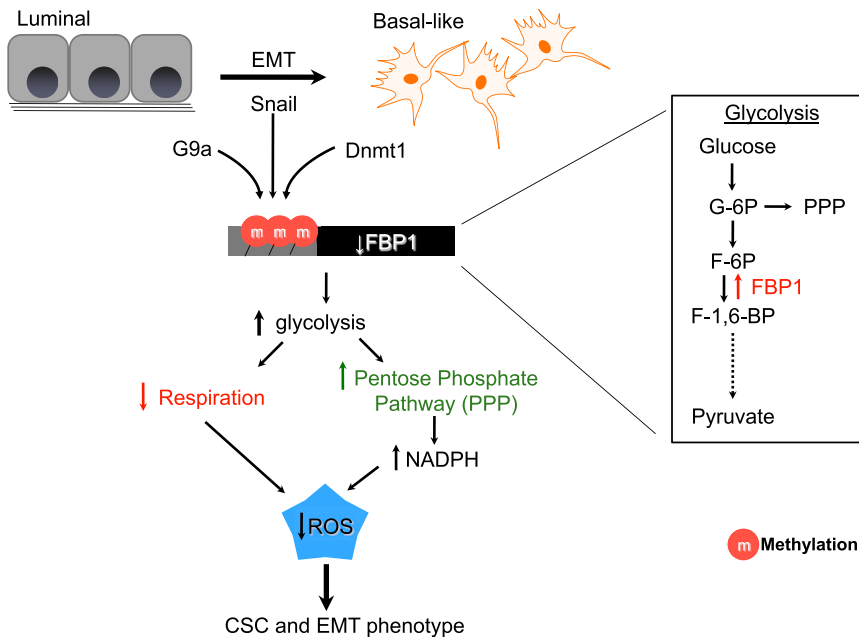 Luminal
Basal-like
EMT
Snail
G9a
Dnmt1
m m m
↓FBP1
↑ glycolysis
↓ Respiration
↑ Pentose Phosphate
Pathway (PPP)
↑ NADPH
↓ROS
CSC and EMT phenotype
Glycolysis
Glucose
G-6P → PPP
F-6P
↓ ↑ FBP1
F-1,6-BP
Pyruvate
m Methylation